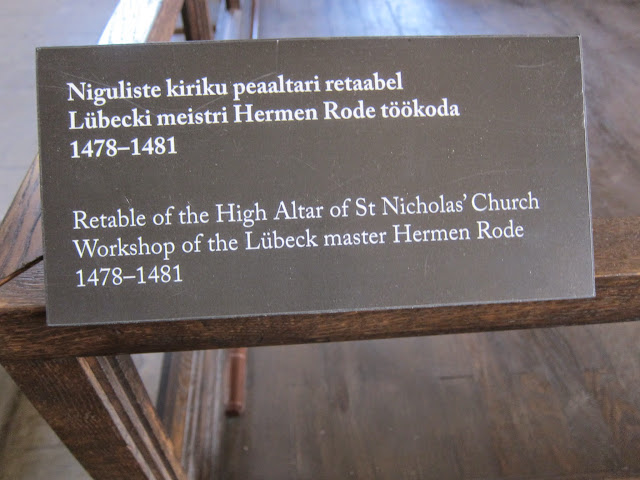 Niguliste kiriku peaaltari retaabel
Lübecki meistri Hermen Rode töökoda
1478–1481
Retable of the High Altar of St Nicholas’ Church
Workshop of the Lübeck master Hermen Rode
1478–1481